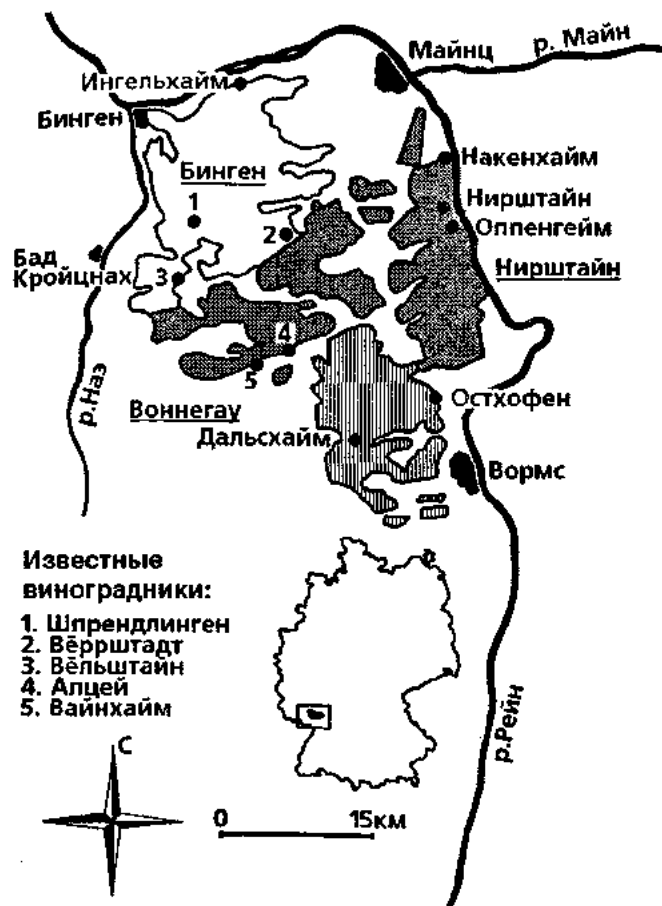 Майнц
р. Майн
Ингельхайм
Бинген
Бинген
Накенхайм
1
Нирштайн
2
Оппенгейм
Бад
Кройцнах
3
Нирштайн
4
5
р.Наэ
Воннегау
Остхофен
Дальсхайм
Вормс
Известные
виноградники:
1. Шпрендлинген
2. Вёррштадт
3. Вёльштайн
4. Алцей
5. Вайнхайм
р.Рейн
С
0 15км